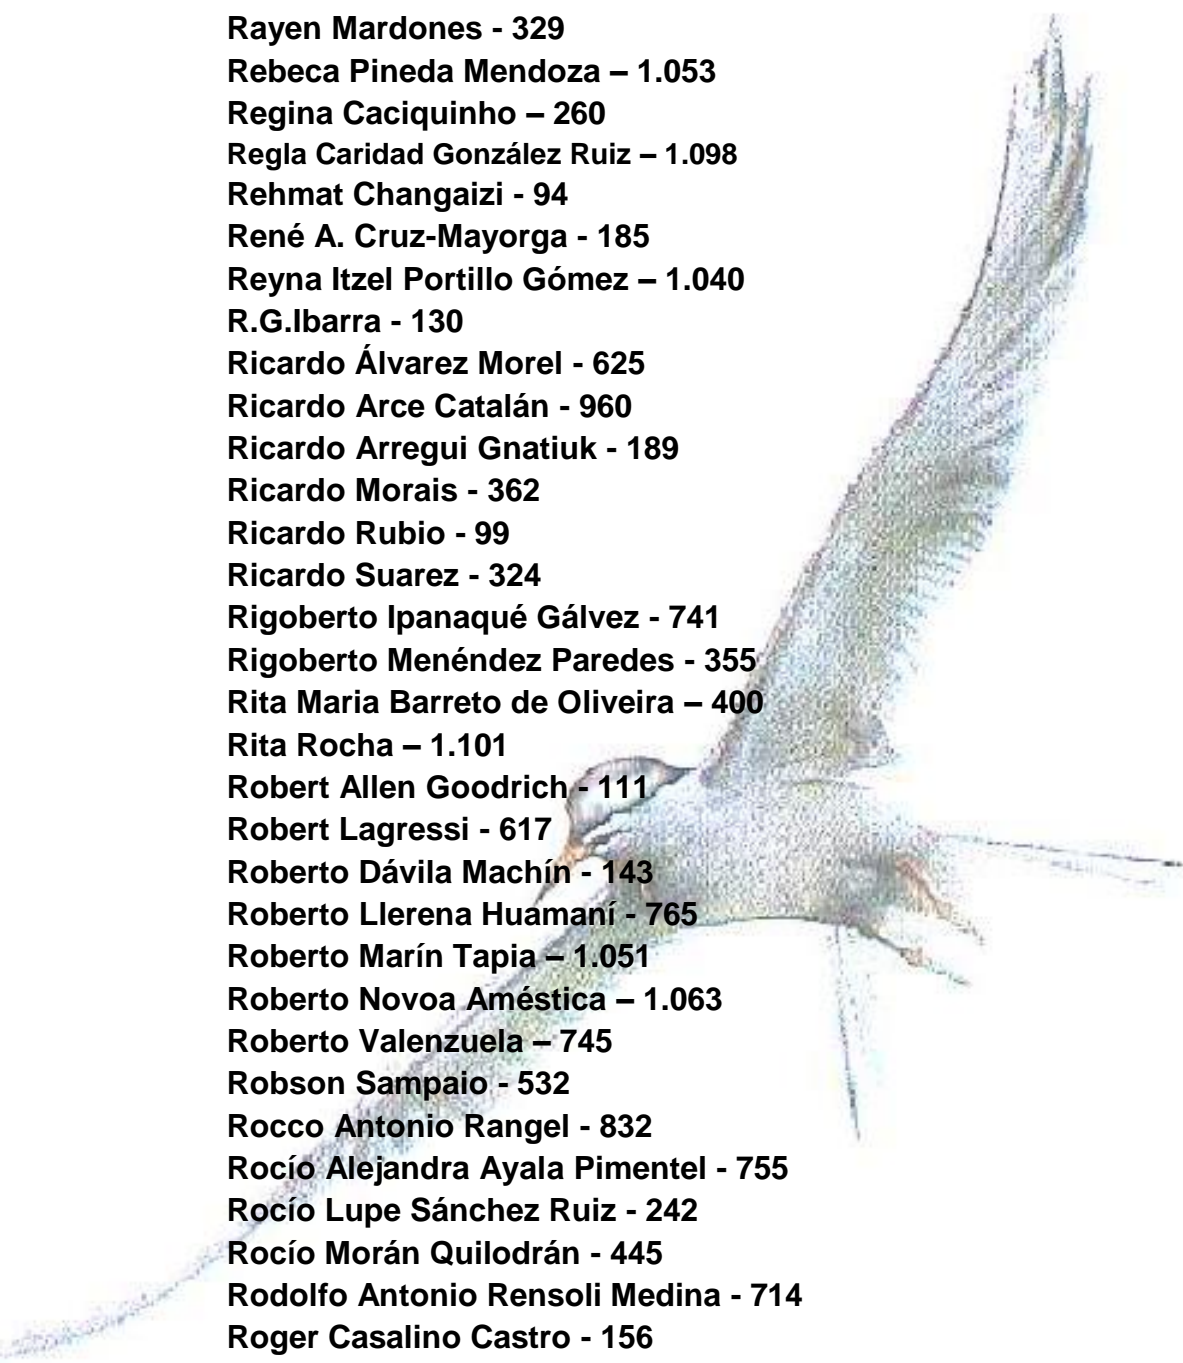 Rayen Mardones - 329
Rebeca Pineda Mendoza – 1.053
Regina Caciquinho – 260
Regla Caridad González Ruiz – 1.098
Rehmat Changaizi - 94
René A. Cruz-Mayorga - 185
Reyna Itzel Portillo Gómez – 1.040
R.G.Ibarra - 130
Ricardo Álvarez Morel - 625
Ricardo Arce Catalán - 960
Ricardo Arregui Gnatiuk - 189
Ricardo Morais - 362
Ricardo Rubio - 99
Ricardo Suarez - 324
Rigoberto Ipanaqué Gálvez - 741
Rigoberto Menéndez Paredes - 355
Rita Maria Barreto de Oliveira – 400
Rita Rocha – 1.101
Robert Allen Goodrich - 111
Robert Lagressi - 617
Roberto Dávila Machín - 143
Roberto Llerena Huamaní - 765
Roberto Marín Tapia – 1.051
Roberto Novoa Améstica – 1.063
Roberto Valenzuela – 745
Robson Sampaio - 532
Rocco Antonio Rangel - 832
Rocío Alejandra Ayala Pimentel - 755
Rocío Lupe Sánchez Ruiz - 242
Rocío Morán Quilodrán - 445
Rodolfo Antonio Rensoli Medina - 714
Roger Casalino Castro - 156